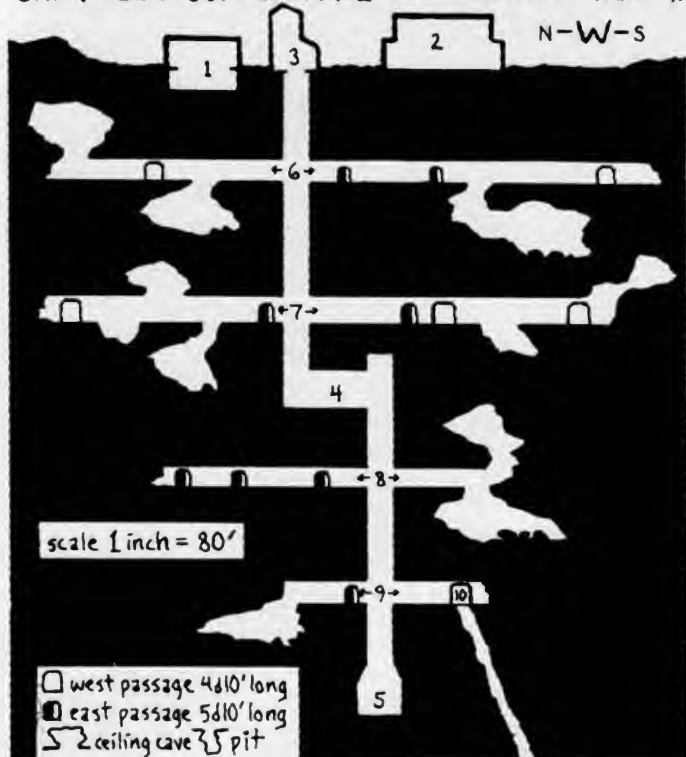 1
3
2
N-W-S
←6→
←7→
4
←8→
scale 1 inch = 80'
←9→
10
5
west passage 4d10' long
east passage 5d10' long
ceiling cave pit